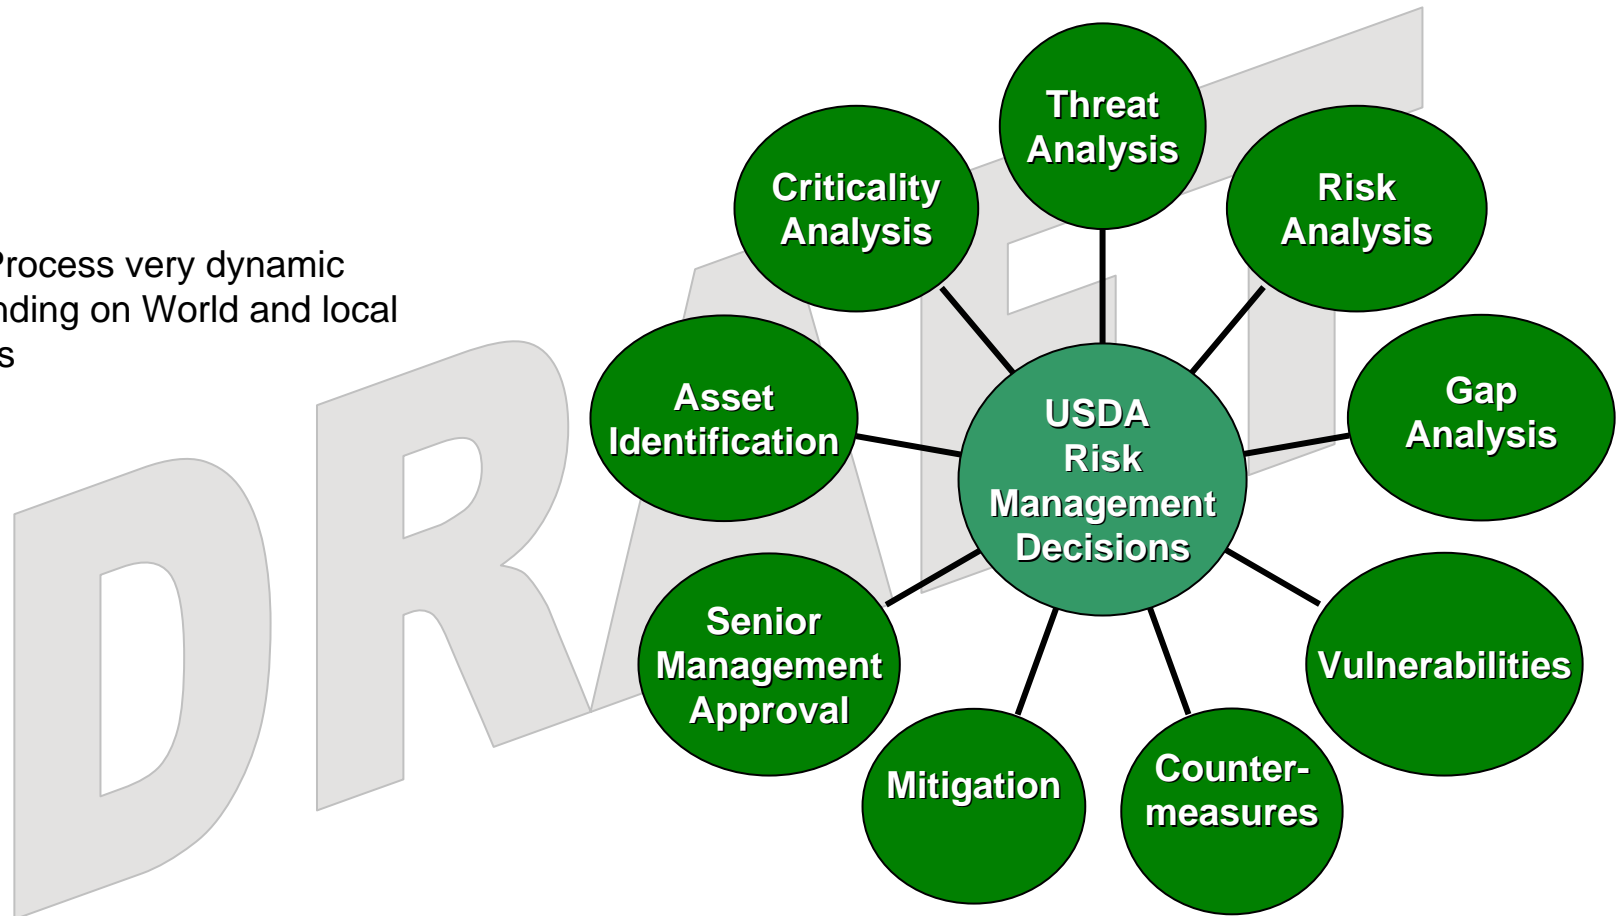 Process very dynamic
nding on World and local
s
Threat
Analysis
Criticality
Analysis
Risk
Analysis
Asset
Identification
Gap
Analysis
USDA
Risk
Management
Decisions
Senior
Management
Approval
Vulnerabilities
Mitigation
Counter-
measures
DRAFT